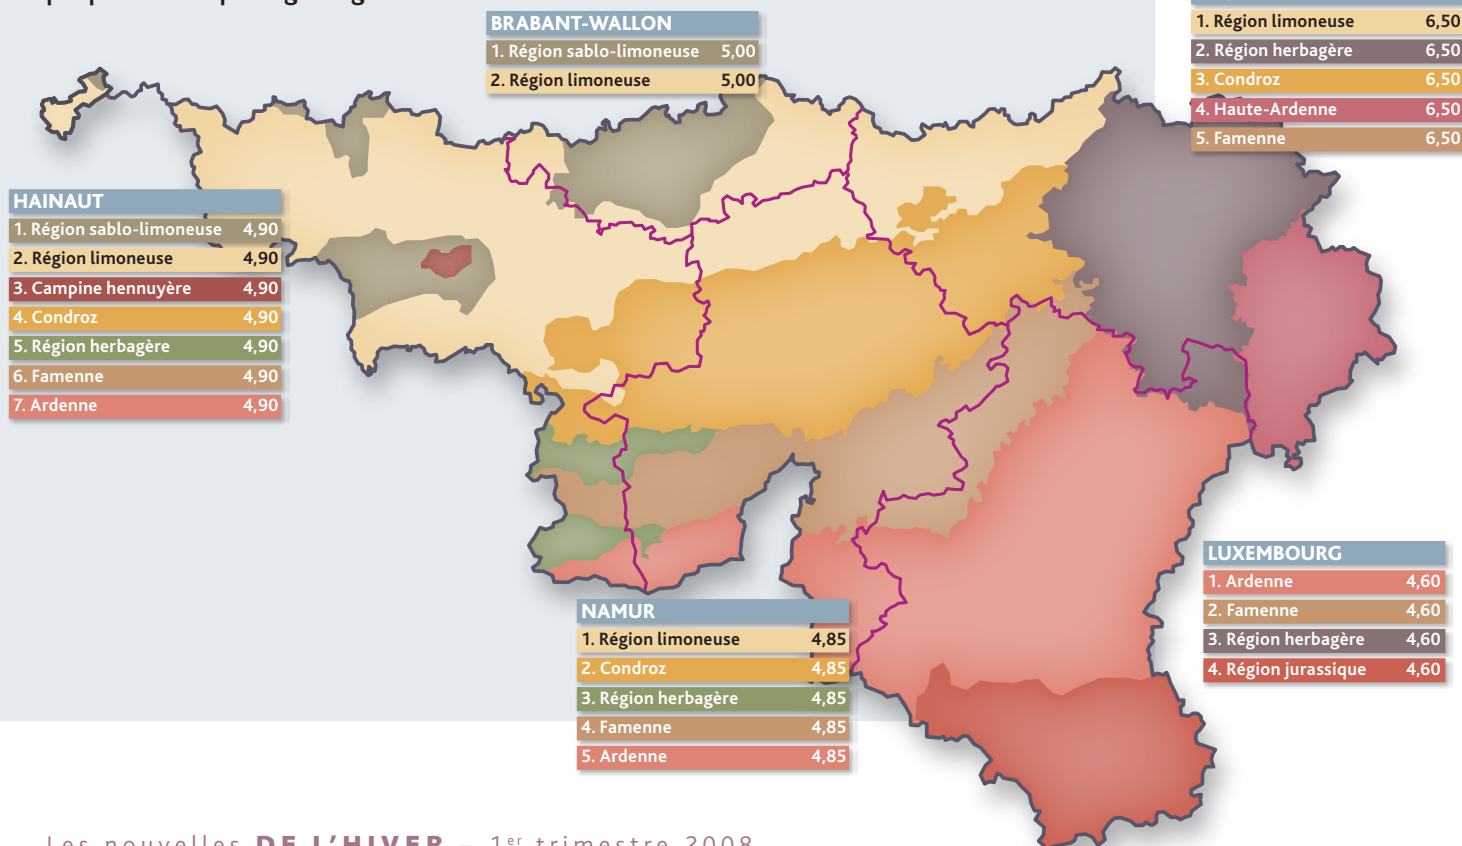 BRABANT-WALLON
1. Région sablo-limoneuse 5,00
2. Région limoneuse 5,00
1. Région limoneuse 6,50
2. Région herbagère 6,50
3. Condroz 6,50
4. Haute-Ardenne 6,50
5. Famenne 6,50
HAINAUT
1. Région sablo-limoneuse 4,90
2. Région limoneuse 4,90
3. Campine hennuyère 4,90
4. Condroz 4,90
5. Région herbagère 4,90
6. Famenne 4,90
7. Ardenne 4,90
LUXEMBOURG
1. Ardenne 4,60
2. Famenne 4,60
3. Région herbagère 4,60
4. Région jurassique 4,60
NAMUR
1. Région limoneuse 4,85
2. Condroz 4,85
3. Région herbagère 4,85
4. Famenne 4,85
5. Ardenne 4,85
Les nouvelles DE L'HIVER – 1er trimestre 2008